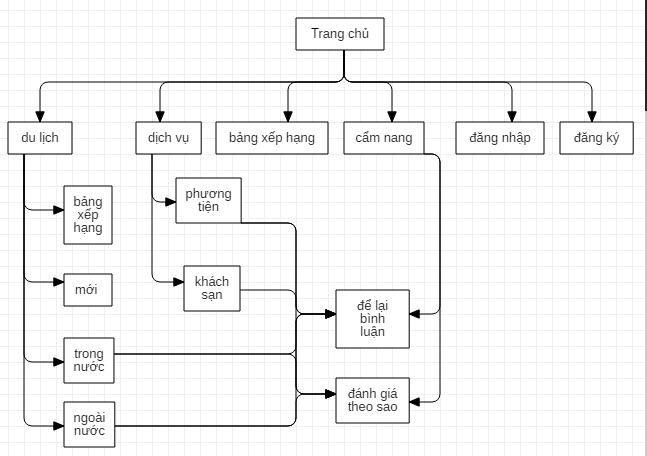 Trang chủ
du lịch
dịch vụ
bảng xếp hạng
cẩm nang
đăng nhập
đăng ký
bảng
xếp
hạng
phương
tiện
mới
khách
sạn
để lại
bình
luận
trong
nước
đánh giá
theo sao
ngoài
nước